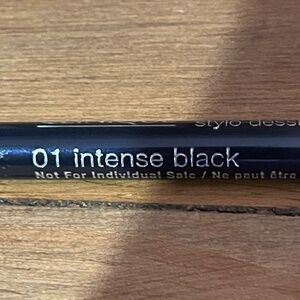 stylo dessi
01 intense black
Not For Individual Sale / Ne peut être